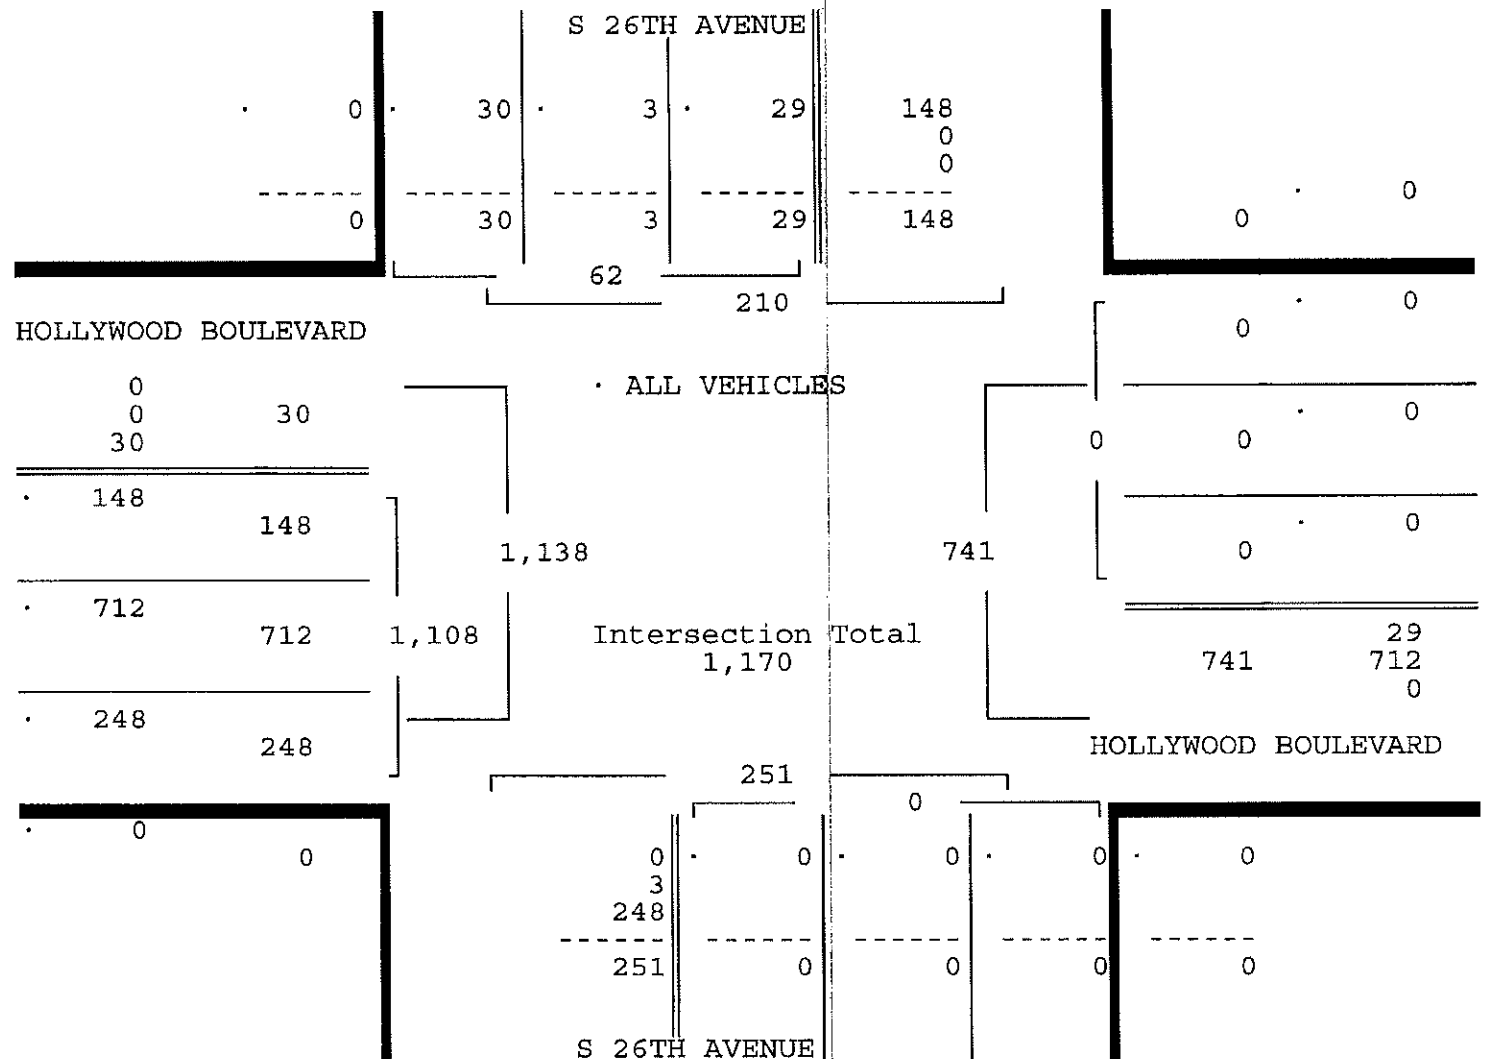 S 26TH AVENUE
· 0 · 30 · 3 · 29 148
0
0
· 0
0 30 3 29 148 0
62
210
· 0
HOLLYWOOD BOULEVARD 0
0 · ALL VEHICLES
0 30 · 0
30 0 0
· 148
148 · 0
1,138 741 0
· 712
712 1,108 Intersection Total 29
1,170 741 712
0
· 248
248 HOLLYWOOD BOULEVARD
251
0
· 0
0 0 · 0 · 0 · 0 · 0
3
248
251 0 0 0 0
S 26TH AVENUE